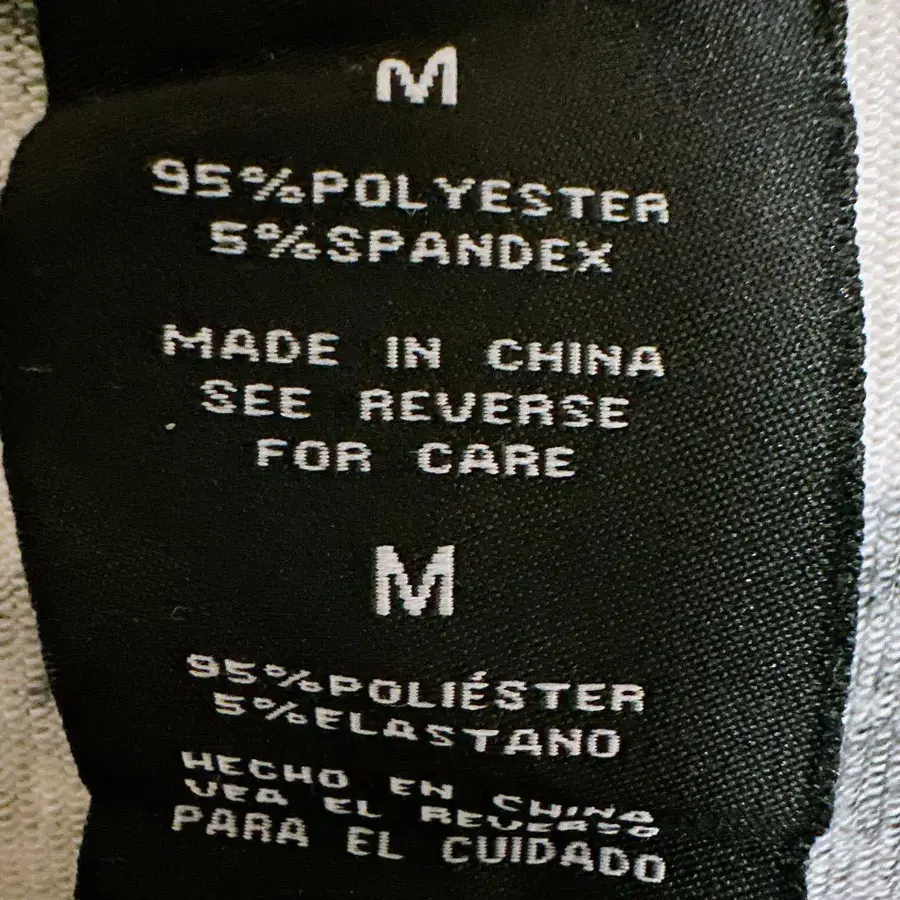 M
95%POLYESTER
5%SPANDEX
MADE IN CHINA
SEE REVERSE
FOR CARE
M
95%POLIÉSTER
5%ELASTANO
HECHO EN CHINA
VEA EL REVERSO
PARA EL CUIDADO